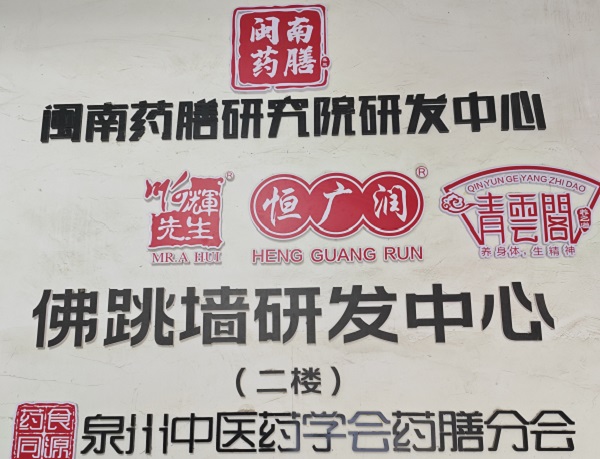 闽南
药膳
闽南药膳研究院研发中心
阿輝
先生
®
MR.A HUI
恒广润®
HENG GUANG RUN
QIN YUN GE YANG ZHI DAO
青雲閣
养身体、生精神
佛跳墙研发中心
（二楼）
药食
同源
泉州中医药学会药膳分会